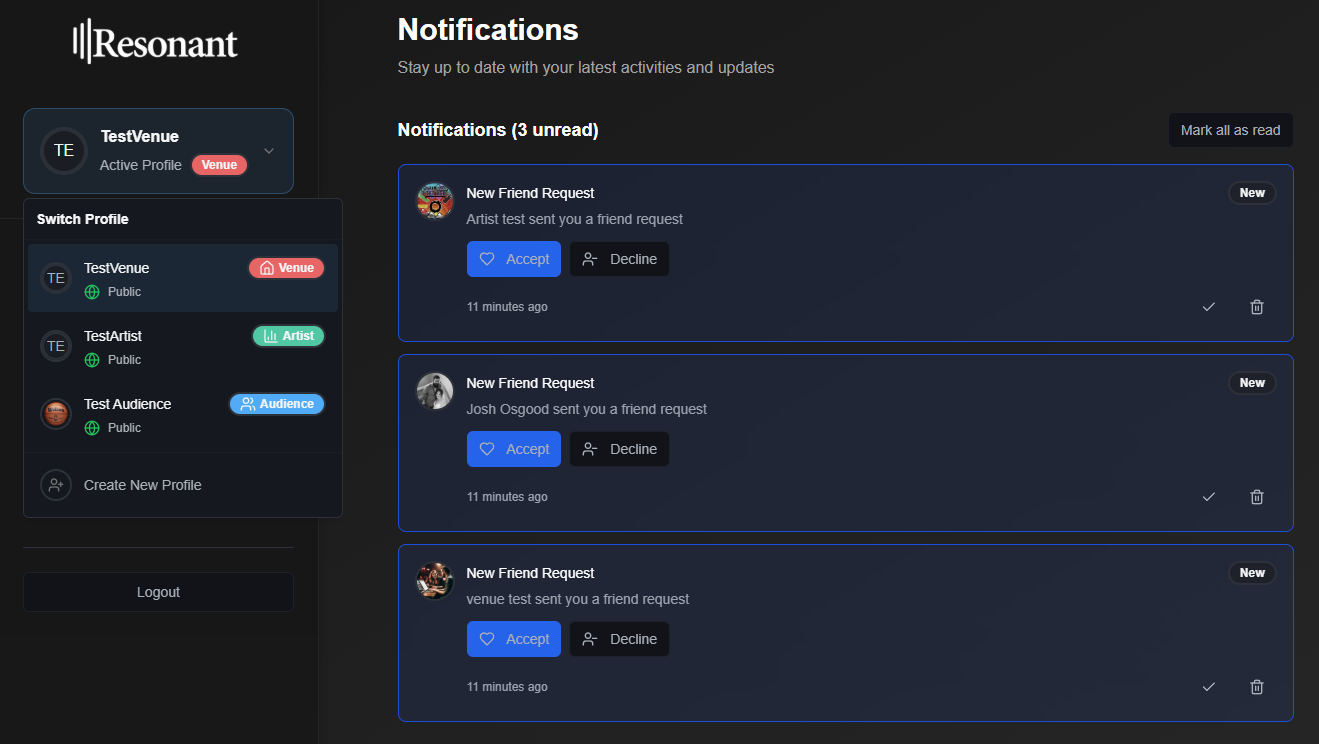 Resonant
TE
TestVenue
Active Profile Venue
Switch Profile
TE
TestVenue
Venue
Public
TE
TestArtist
Artist
Public
Test Audience
Audience
Public
Create New Profile
Logout
Notifications
Stay up to date with your latest activities and updates
Notifications (3 unread)
Mark all as read
New Friend Request
New
Artist test sent you a friend request
Accept
Decline
11 minutes ago
New Friend Request
New
Josh Osgood sent you a friend request
Accept
Decline
11 minutes ago
New Friend Request
New
venue test sent you a friend request
Accept
Decline
11 minutes ago